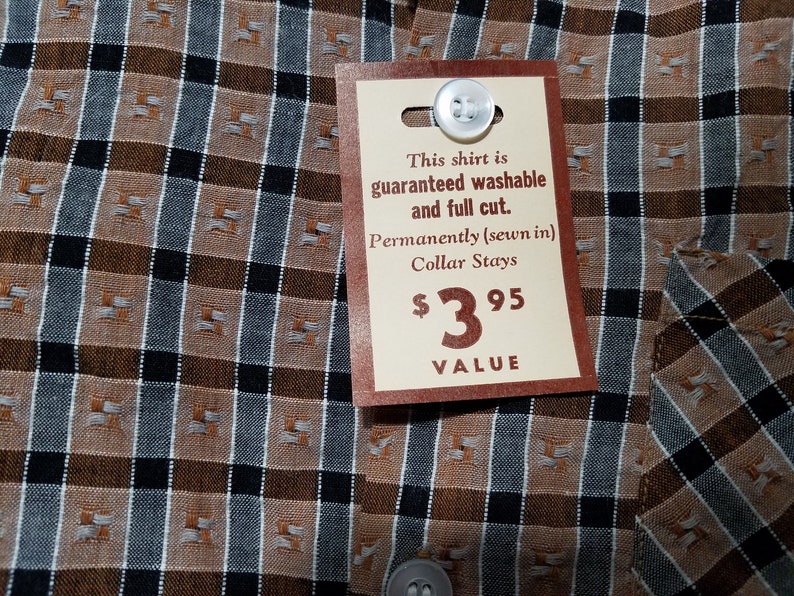 This shirt is
guaranteed washable
and full cut.
Permanently (sewn in)
Collar Stays
$3 95
VALUE